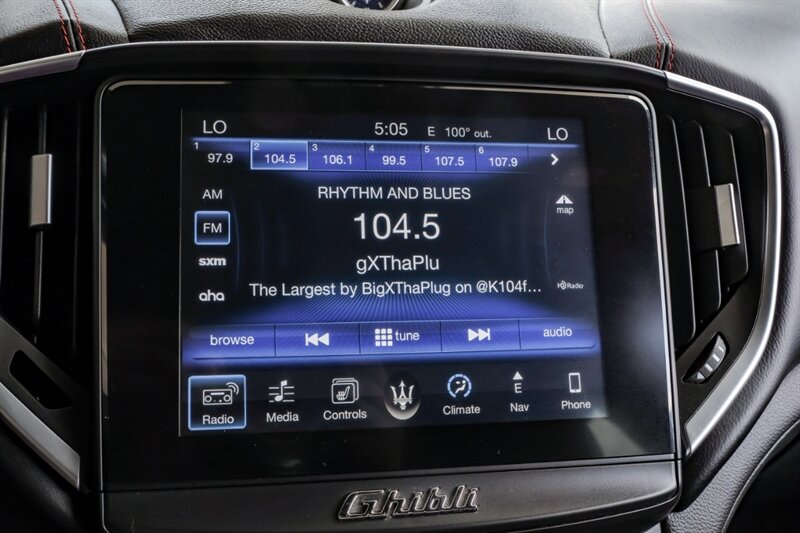 LO 5:05 E 100° out. LO
1 97.9 2 104.5 3 106.1 4 99.5 5 107.5 6 107.9
AM
RHYTHM AND BLUES
map
FM
104.5
sxm
gXThaPlu
aha
The Largest by BigXThaPlug on @K104f...
HD Radio
browse
tune
audio
Radio
Media
Controls
Climate
E
Nav
Phone
Ghibli